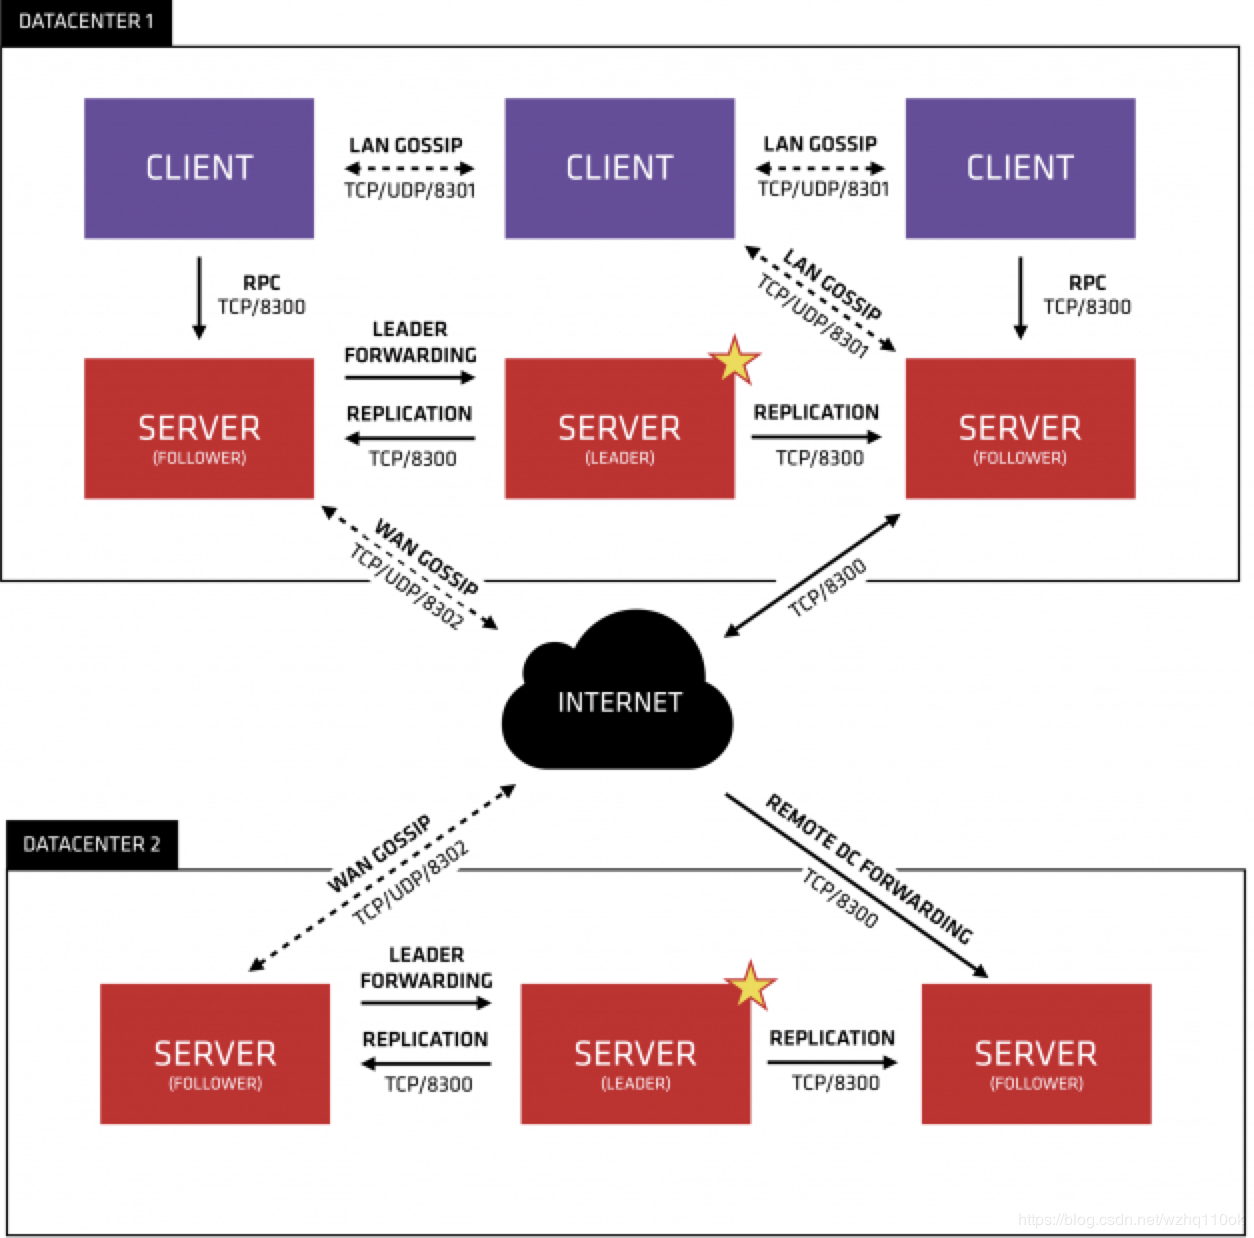 DATACENTER 1
CLIENT
LAN GOSSIP
TCP/UDP/8301
CLIENT
LAN GOSSIP
TCP/UDP/8301
CLIENT
RPC
TCP/8300
LAN GOSSIP
TCP/UDP/8301
RPC
TCP/8300
SERVER
(FOLLOWER)
LEADER
FORWARDING
REPLICATION
TCP/8300
SERVER
(LEADER)
REPLICATION
TCP/8300
SERVER
(FOLLOWER)
WAN GOSSIP
TCP/UDP/8302
TCP/8300
INTERNET
DATACENTER 2
WAN GOSSIP
TCP/UDP/8302
REMOTE DC FORWARDING
TCP/8300
SERVER
(FOLLOWER)
LEADER
FORWARDING
REPLICATION
TCP/8300
SERVER
(LEADER)
REPLICATION
TCP/8300
SERVER
(FOLLOWER)
https://blog.csdn.net/wzhq110ok